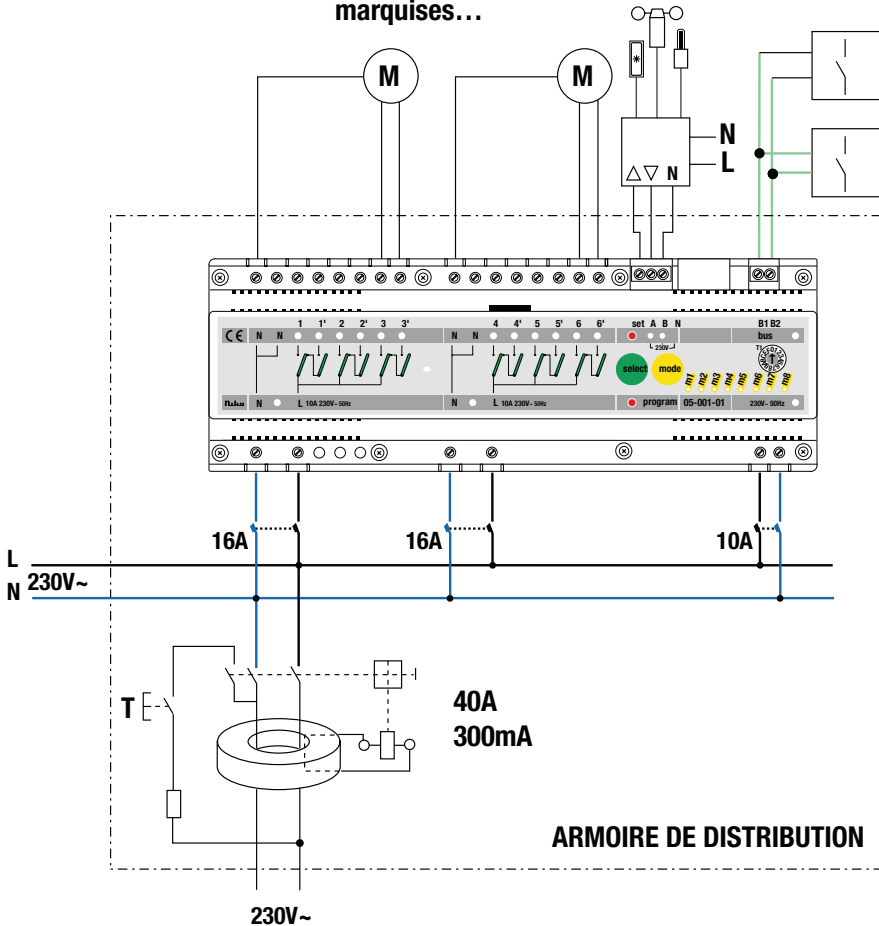 marquises...
M M
N
L
N
1 1' 2 2' 3 3' 4 4' 5 5' 6 6' set A B N B1 B2
CE N N N N 230V~ bus
select mode
m1 m2 m3 m4 m5 m6 m7 m8
Niko N L 10A 230V~ 50Hz N L 10A 230V~ 50Hz program 05-001-01 230V~ 50Hz
16A 16A 10A
L
N 230V~
T
40A
300mA
ARMOIRE DE DISTRIBUTION
230V~